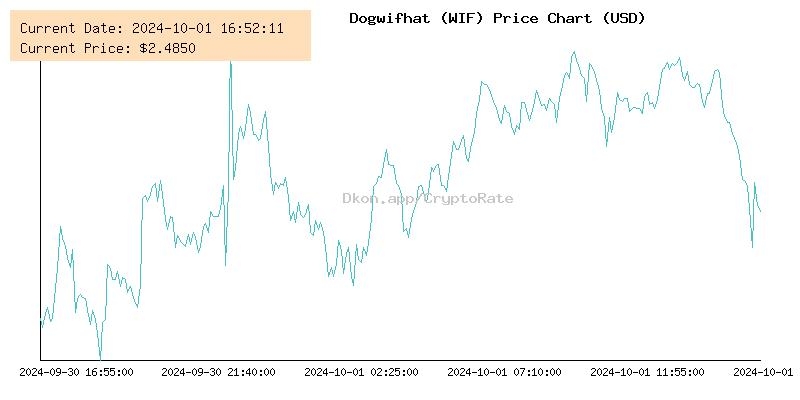 Dogwifhat (WIF) Price Chart (USD)
Current Date: 2024-10-01 16:52:11
Current Price: $2.4850
Dkon.app/CryptoRate
2024-09-30 16:55:00 2024-09-30 21:40:00 2024-10-01 02:25:00 2024-10-01 07:10:00 2024-10-01 11:55:00 2024-10-01